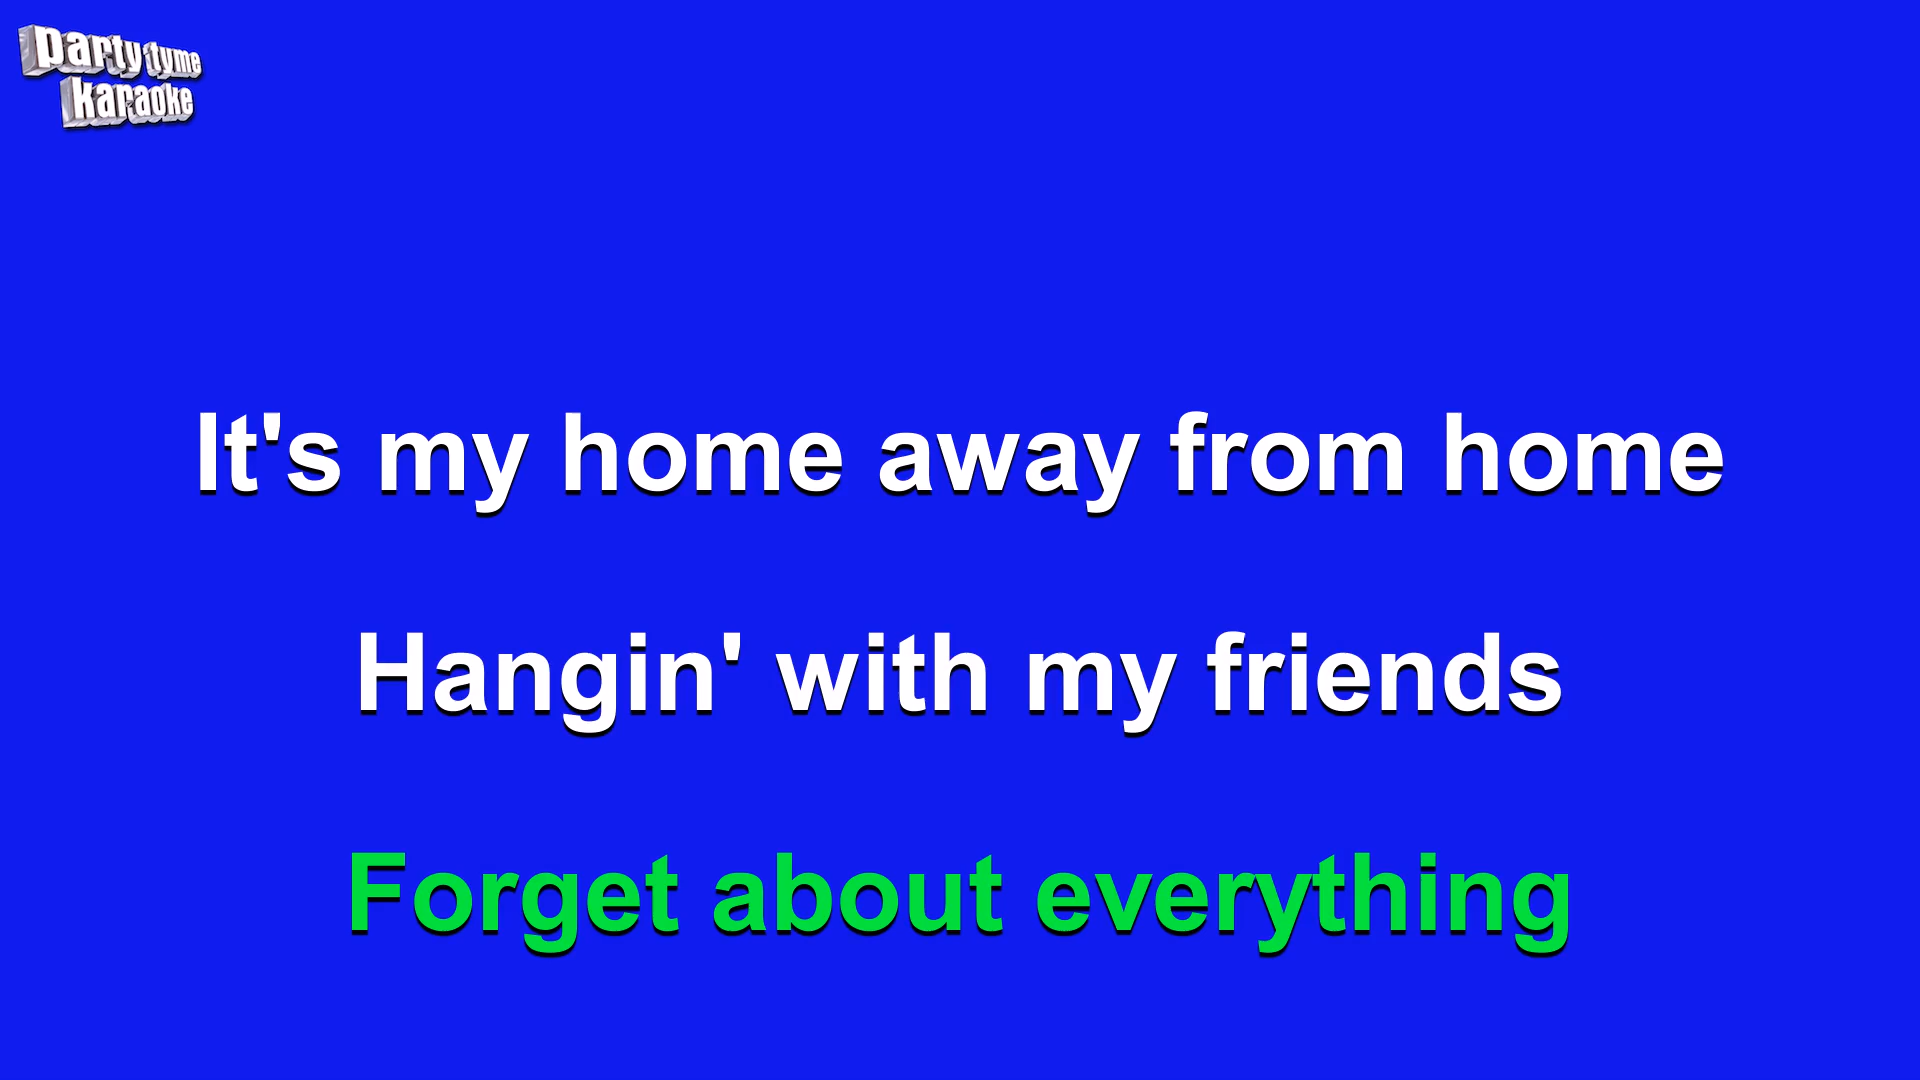 party tyme
karaoke
It's my home away from home
Hangin' with my friends
Forget about everything